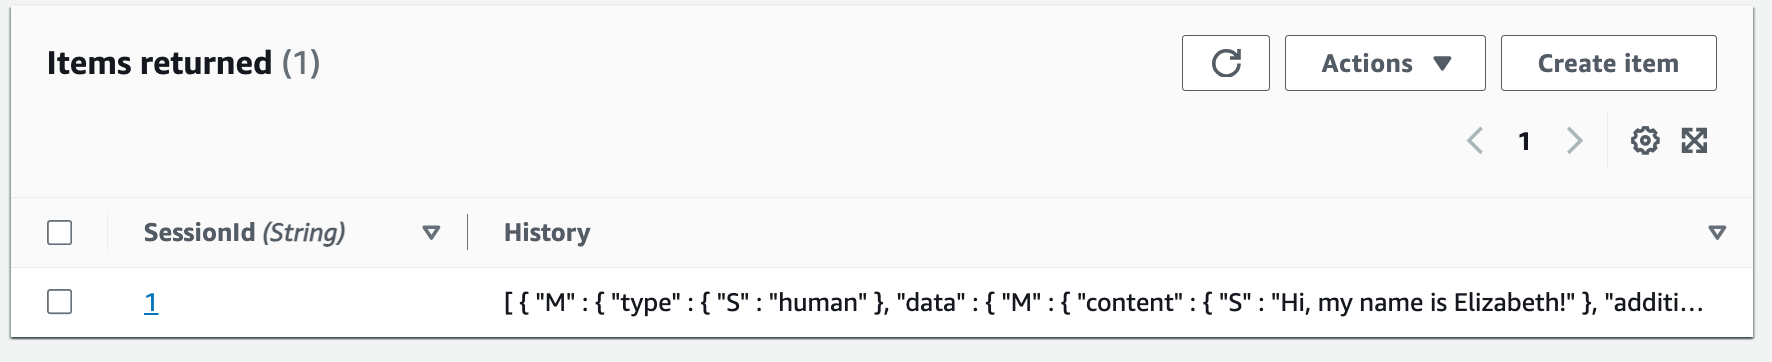 Items returned (1)
Actions
Create item
1
SessionId (String)
History
1
[ { "M" : { "type" : { "S" : "human" }, "data" : { "M" : { "content" : { "S" : "Hi, my name is Elizabeth!" }, "additi...